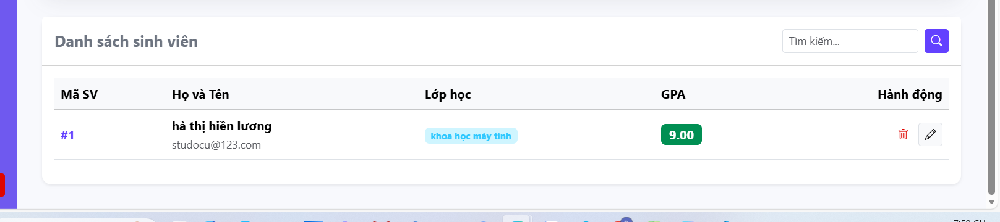 Danh sách sinh viên
Tìm kiếm...
Mã SV Họ và Tên Lớp học GPA Hành động
#1 hà thị hiền lương khoa học máy tính 9.00
studocu@123.com